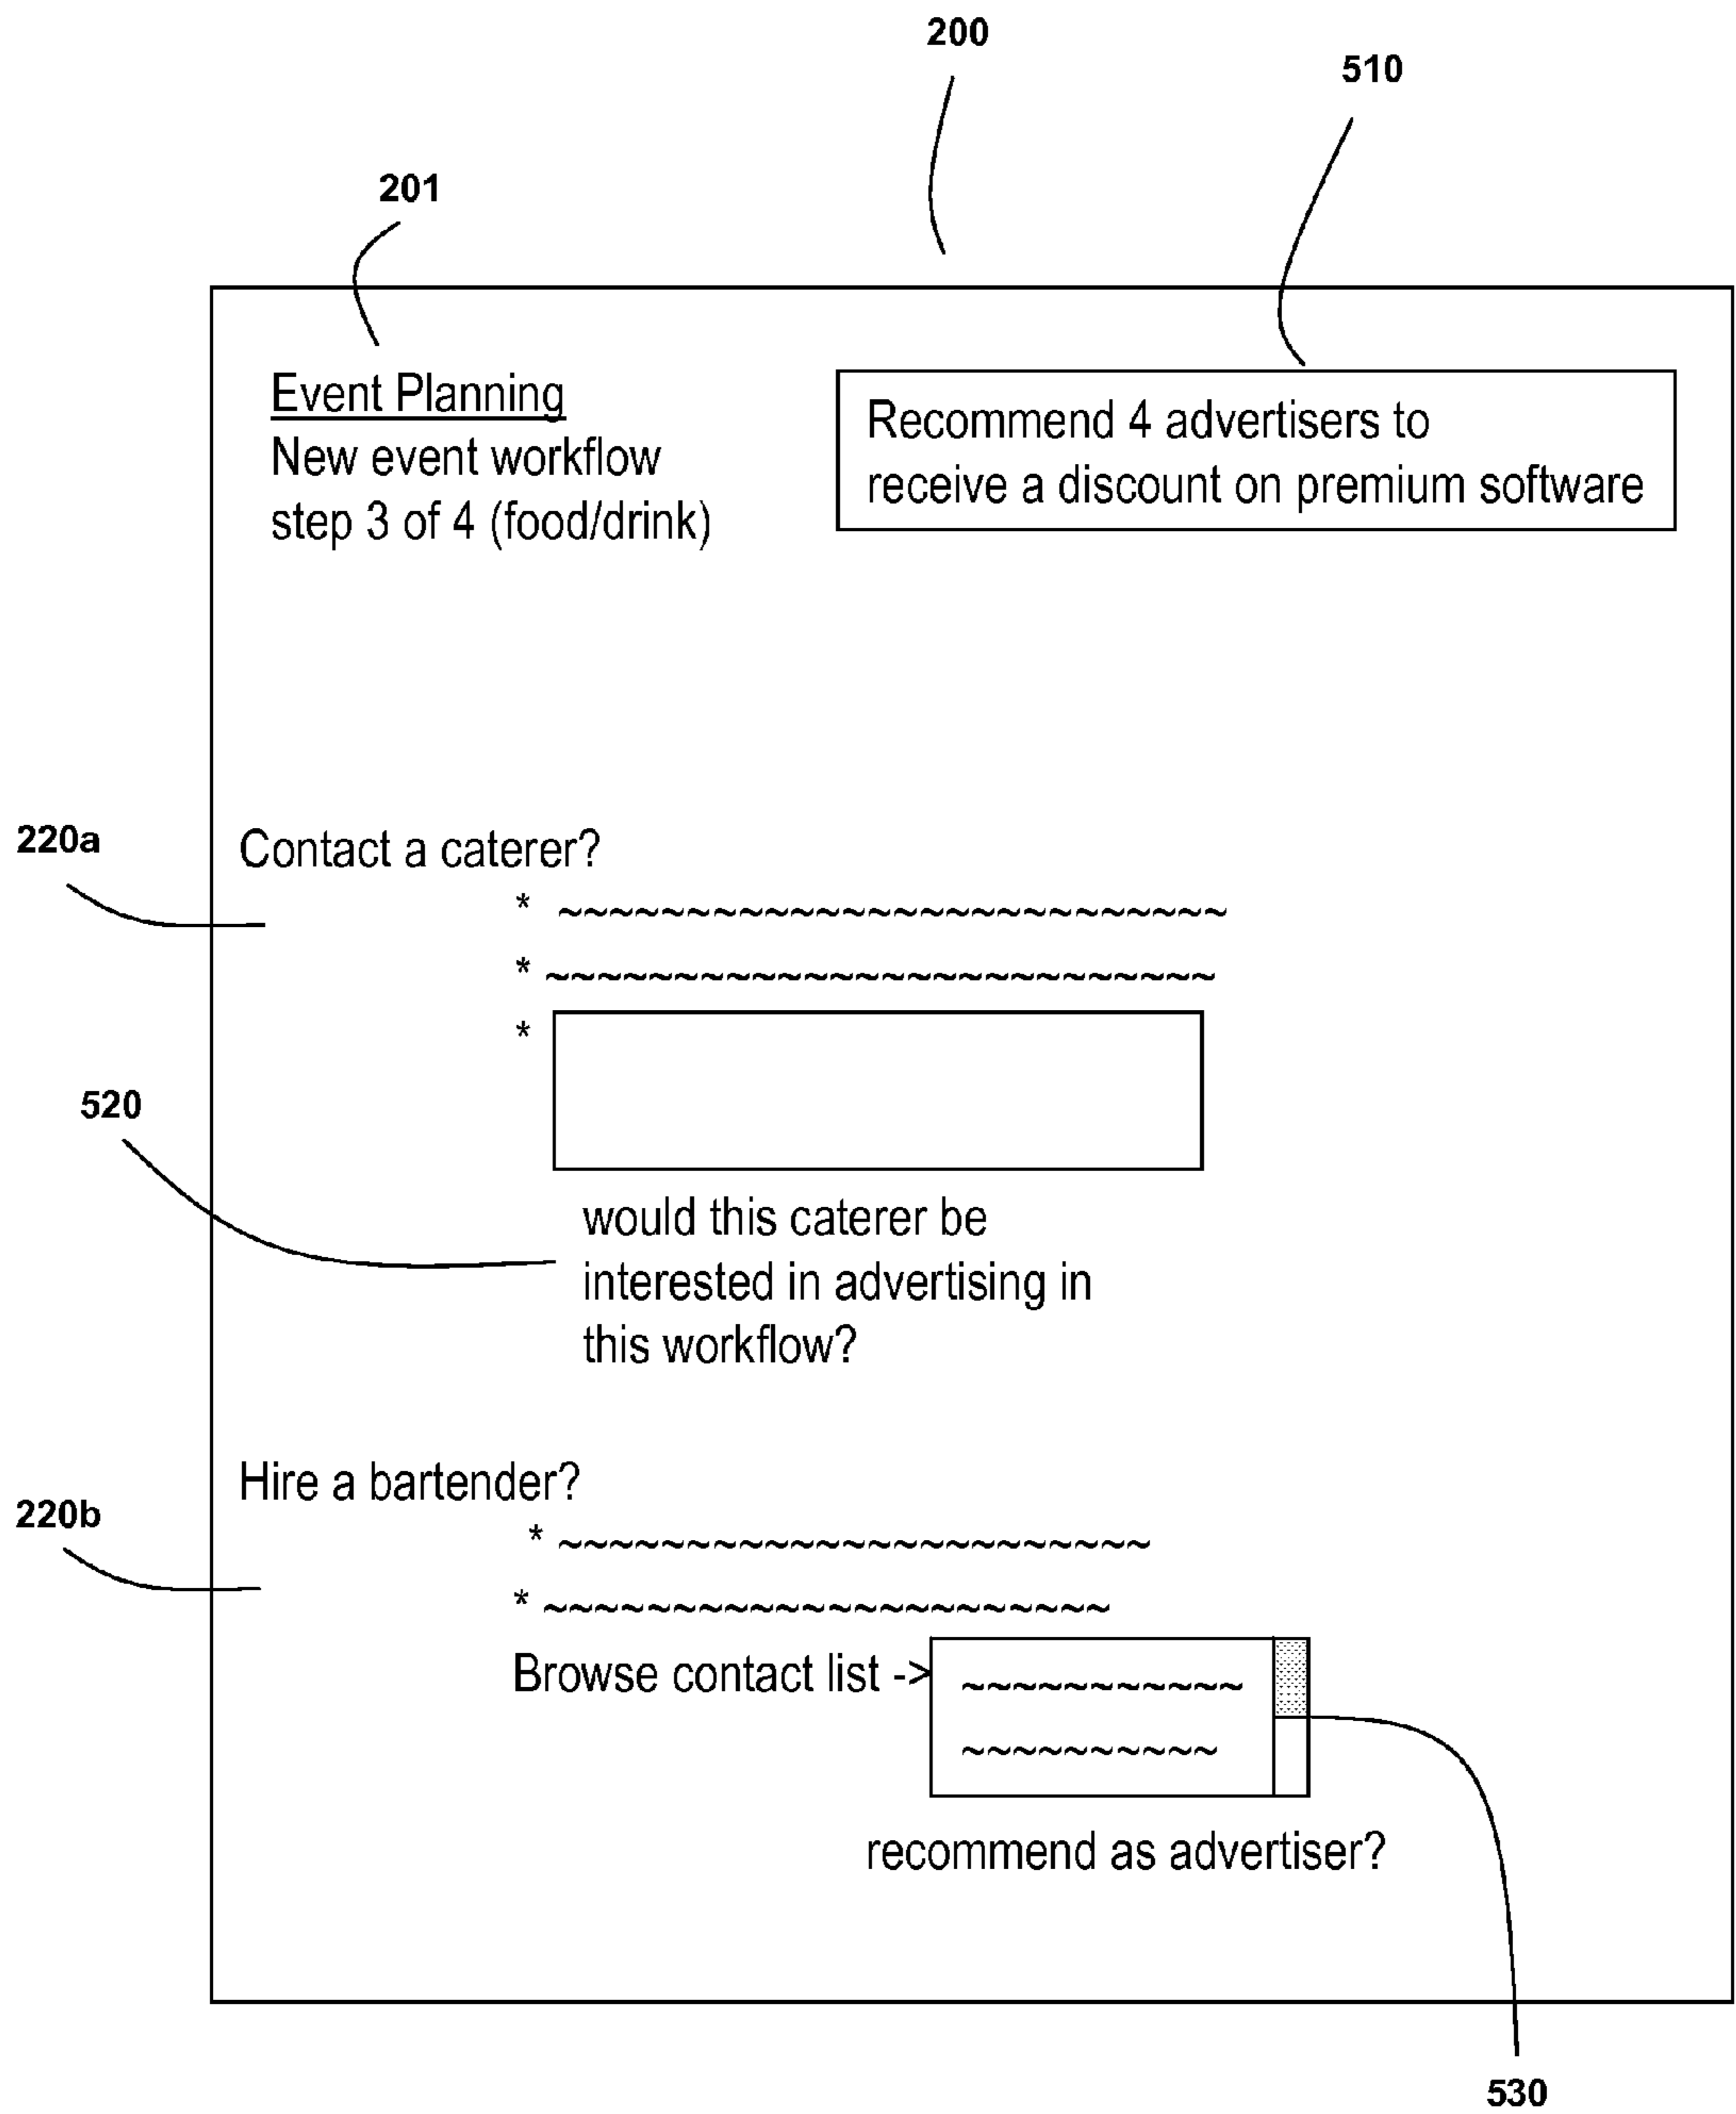 200
510
201
Event Planning
New event workflow
step 3 of 4 (food/drink)
Recommend 4 advertisers to
receive a discount on premium software
220a
Contact a caterer?
* ~~~~~~~~~~~~~~~~~~~~~~~~~~
* ~~~~~~~~~~~~~~~~~~~~~~~~~~
*
520
would this caterer be
interested in advertising in
this workflow?
Hire a bartender?
220b
* ~~~~~~~~~~~~~~~~~~~~~~~
* ~~~~~~~~~~~~~~~~~~~~~~
Browse contact list -> ~~~~~~~~~~~
~~~~~~~~~~
recommend as advertiser?
530